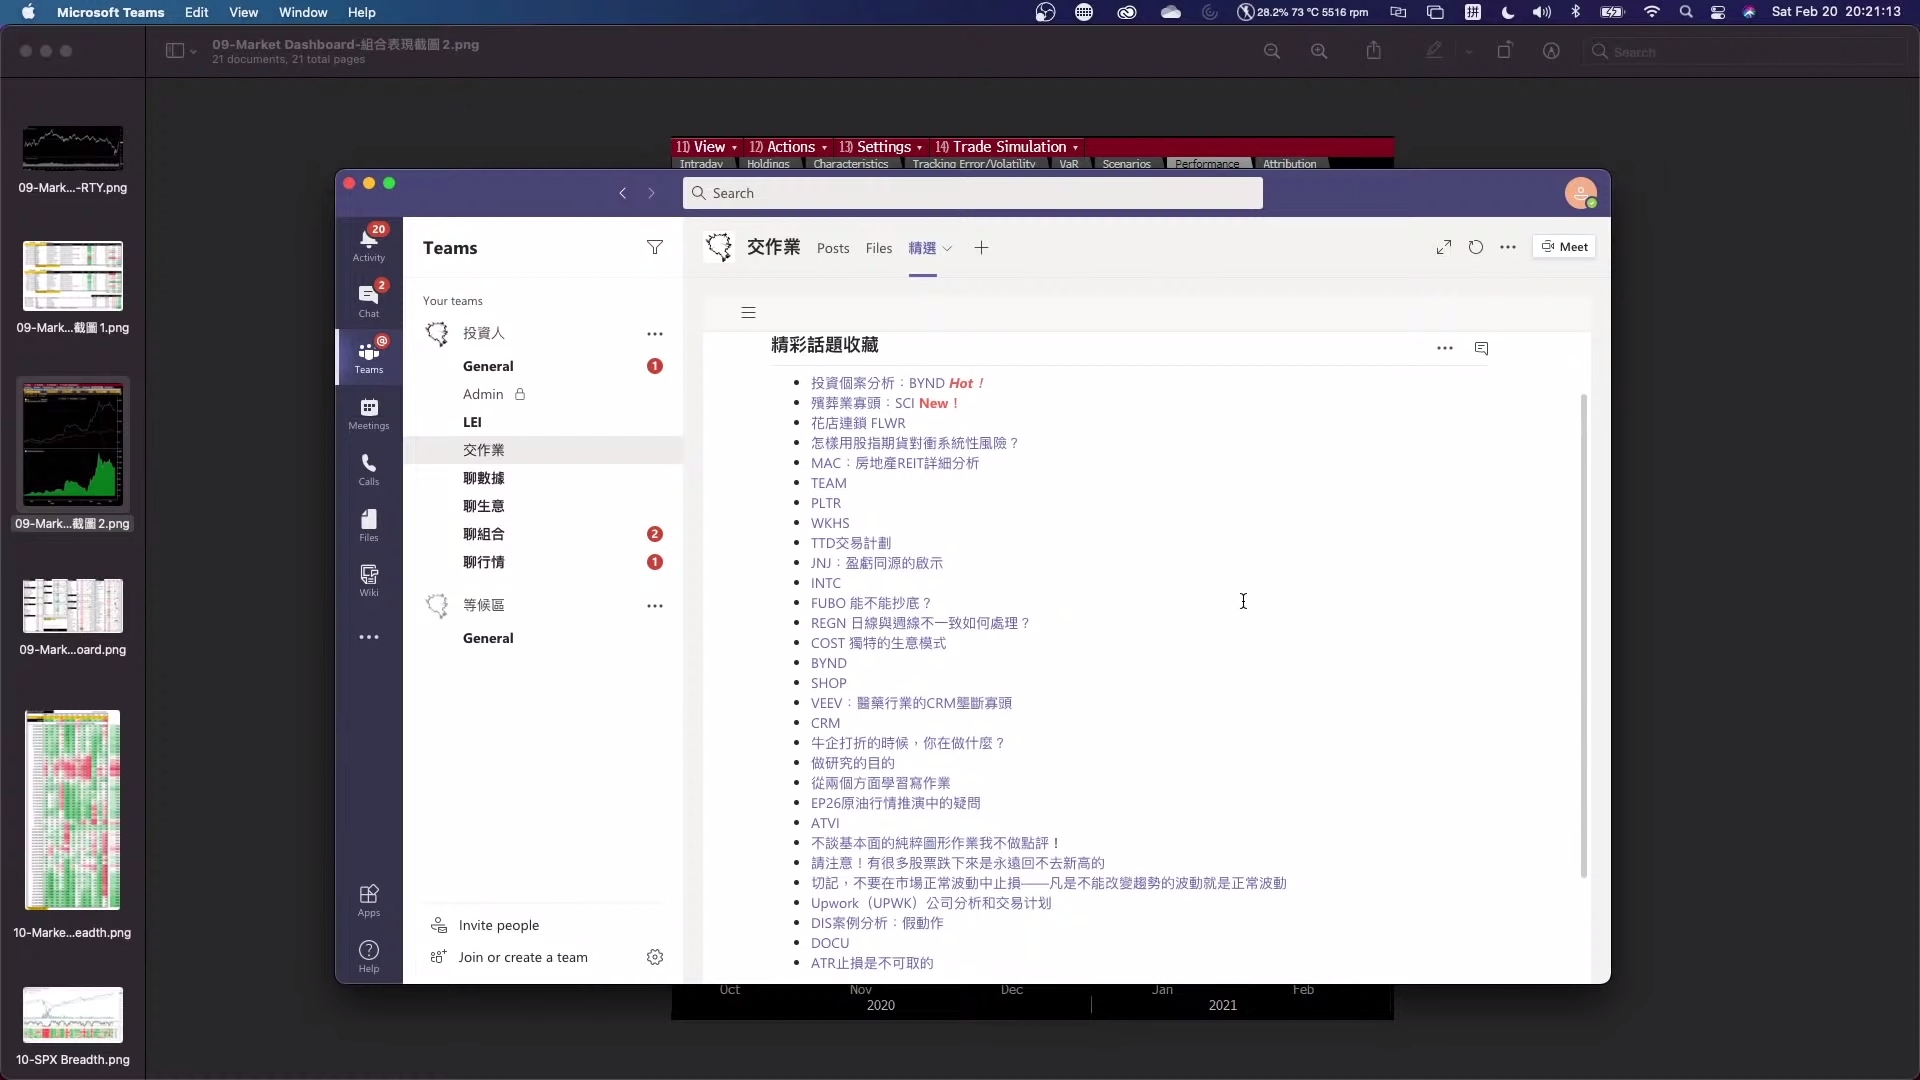 Microsoft Teams Edit View Window Help
28.2% 73 ℃ 5516 rpm
拼
Sat Feb 20 20:21:13
09-Market Dashboard-組合表現截圖2.png
21 documents, 21 total pages
Search
09-Mark...-RTY.png
09-Mark...截圖1.png
09-Mark...截圖2.png
09-Mark...oard.png
10-Marke...eadth.png
10-SPX Breadth.png
11) View 12) Actions 13) Settings 14) Trade Simulation
Intraday Holdings Characteristics Tracking Error/Volatility VaR Scenarios Performance Attribution
Search
20
Activity
2
Chat
@
Teams
Meetings
Calls
Files
Wiki
Apps
Help
Teams
Your teams
投資人
General 1
Admin
LEI
交作業
聊數據
聊生意
聊組合 2
聊行情 1
等候區
General
Invite people
Join or create a team
交作業 Posts Files 精選
Meet
精彩話題收藏
投資個案分析：BYND Hot！
殯葬業寡頭：SCI New！
花店連鎖 FLWR
怎樣用股指期貨對衝系統性風險？
MAC：房地產REIT詳細分析
TEAM
PLTR
WKHS
TTD交易計劃
JNJ：盈虧同源的啟示
INTC
FUBO 能不能抄底？
REGN 日線與週線不一致如何處理？
COST 獨特的生意模式
BYND
SHOP
VEEV：醫藥行業的CRM壟斷寡頭
CRM
牛企打折的時候，你在做什麼？
做研究的目的
從兩個方面學習寫作業
EP26原油行情推演中的疑問
ATVI
不談基本面的純粹圖形作業我不做點評！
請注意！有很多股票跌下來是永遠回不去新高的
切記，不要在市場正常波動中止損——凡是不能改變趨勢的波動就是正常波動
Upwork（UPWK）公司分析和交易计划
DIS案例分析：假動作
DOCU
ATR止損是不可取的
Oct Nov Dec Jan Feb
2020 2021